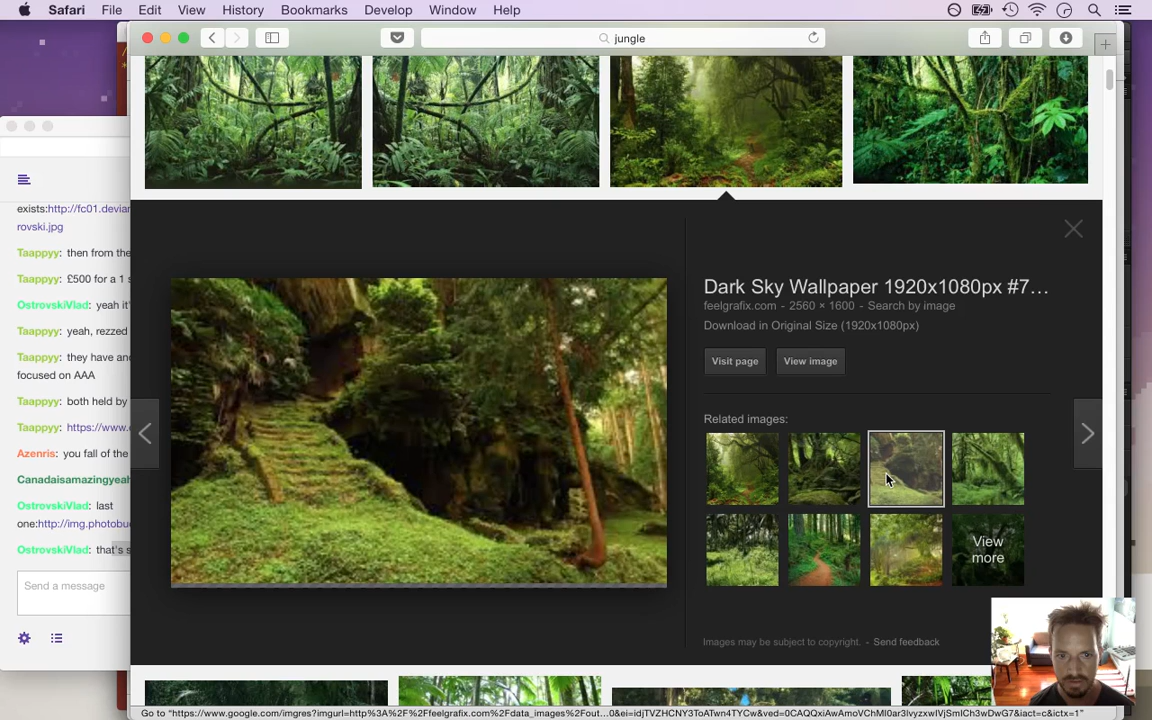 Safari File Edit View History Bookmarks Develop Window Help
jungle
exists:http://fc01.devian
rovski.jpg
Taappyy: then from the
Taappyy: £500 for a 1 s
OstrovskiVlad: yeah it'
Taappyy: yeah, rezzed
Taappyy: they have and
focused on AAA
Taappyy: both held by
Taappyy: https://www.
Azenris: you fall of the
Canadaisamazingyeah
OstrovskiVlad: last
one:http://img.photobu
OstrovskiVlad: that's s
Send a message
Dark Sky Wallpaper 1920x1080px #7...
feelgrafix.com - 2560 × 1600 - Search by image
Download in Original Size (1920x1080px)
Visit page View image
Related images:
View
more
Images may be subject to copyright. - Send feedback